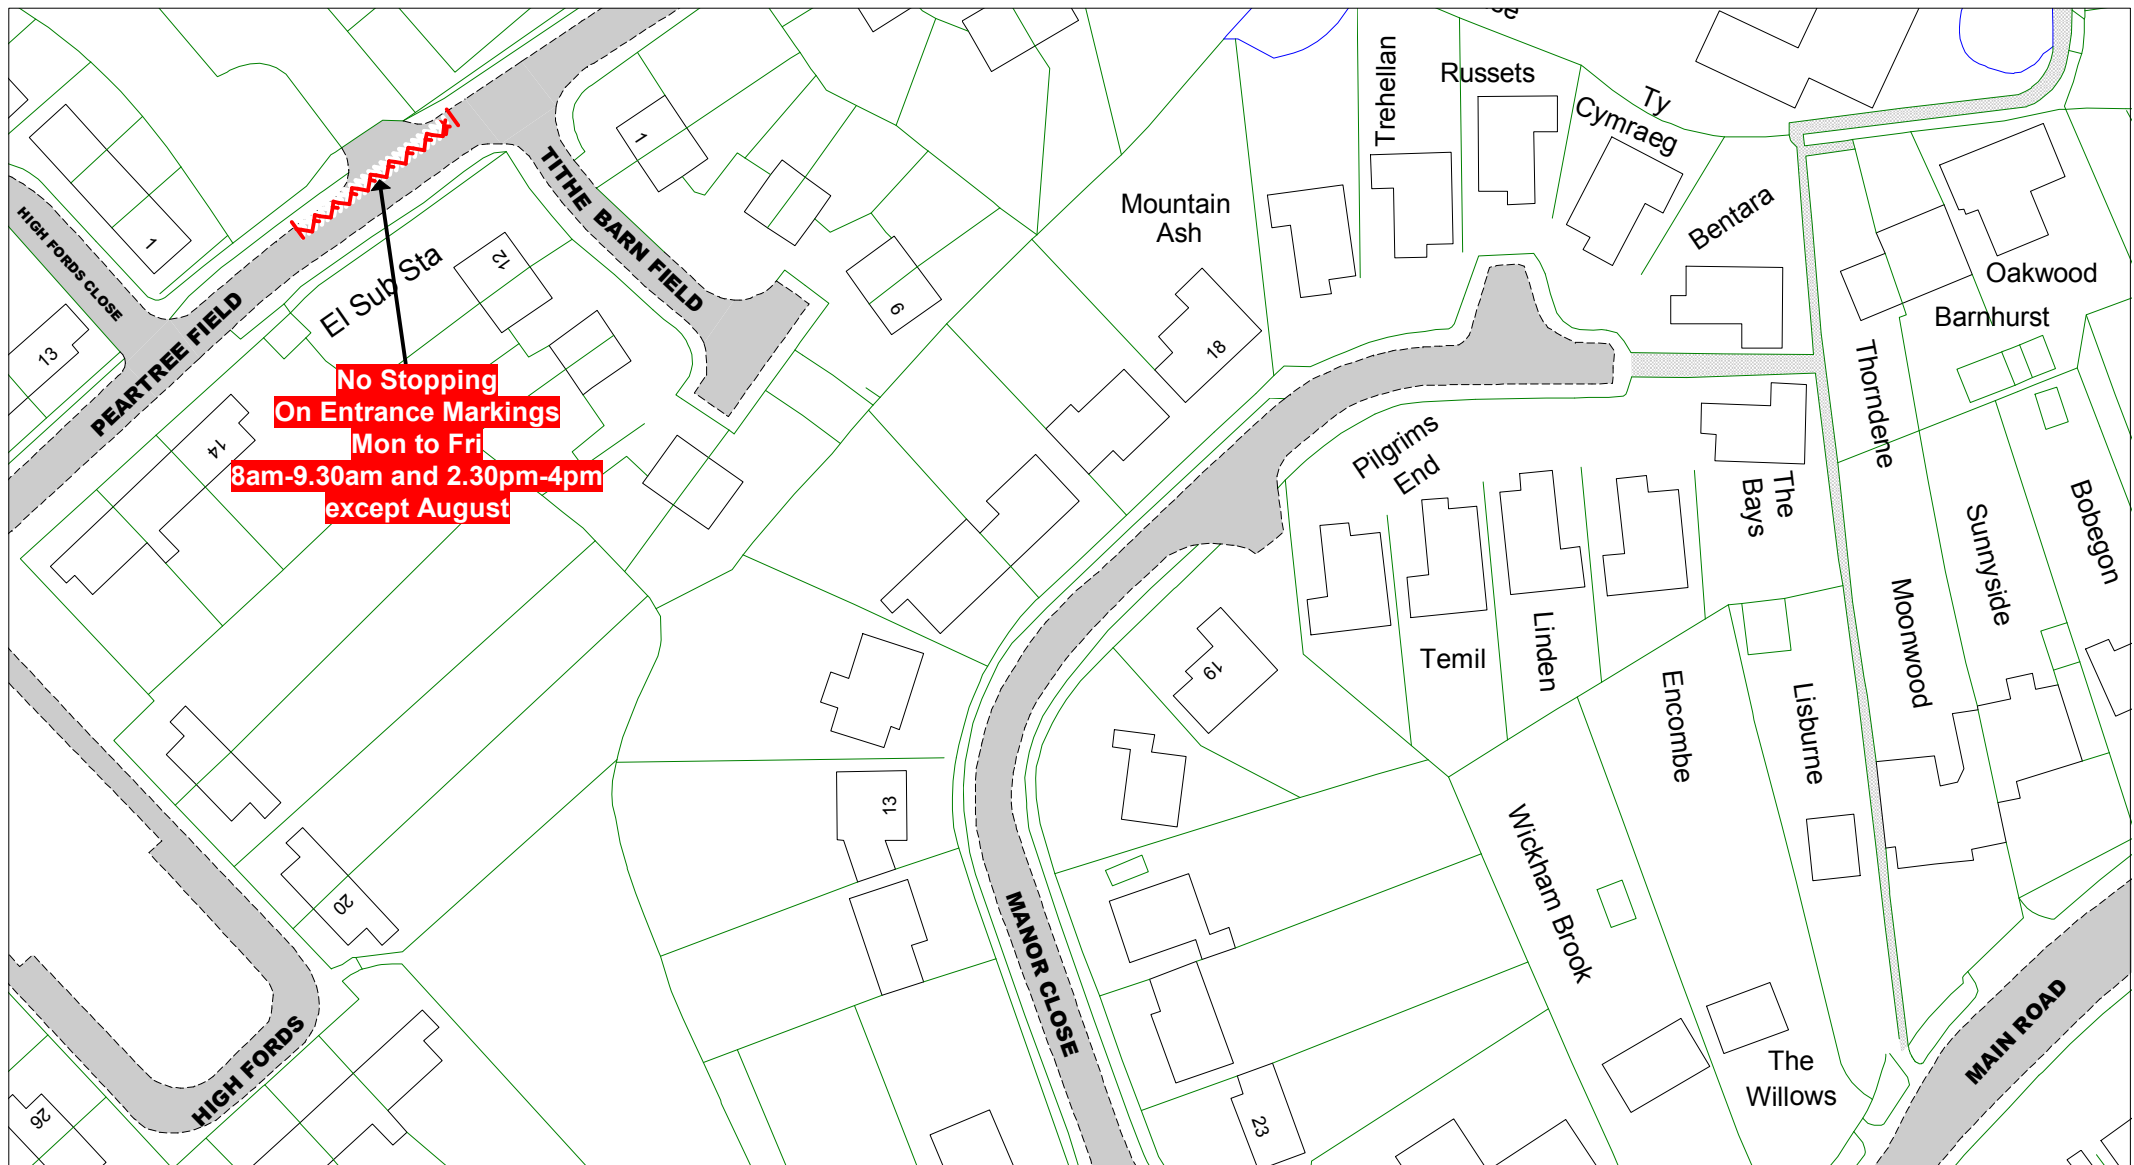 Trehellan
Russets
Ty
Cymraeg
Mountain
Ash
Bentara
Oakwood
Barnhurst
Thorndene
HIGH FORDS CLOSE
1
1
TITHE BARN FIELD
El Sub Sta
12
9
18
13
PEARTREE FIELD
14
No Stopping
On Entrance Markings
Mon to Fri
8am-9.30am and 2.30pm-4pm
except August
Pilgrims
End
The
Bays
Sunnyside
Bobegon
Moonwood
19
Temil
Linden
Encombe
Lisburne
13
Wickham Brook
20
MANOR CLOSE
HIGH FORDS
MAIN ROAD
The
Willows
26
23